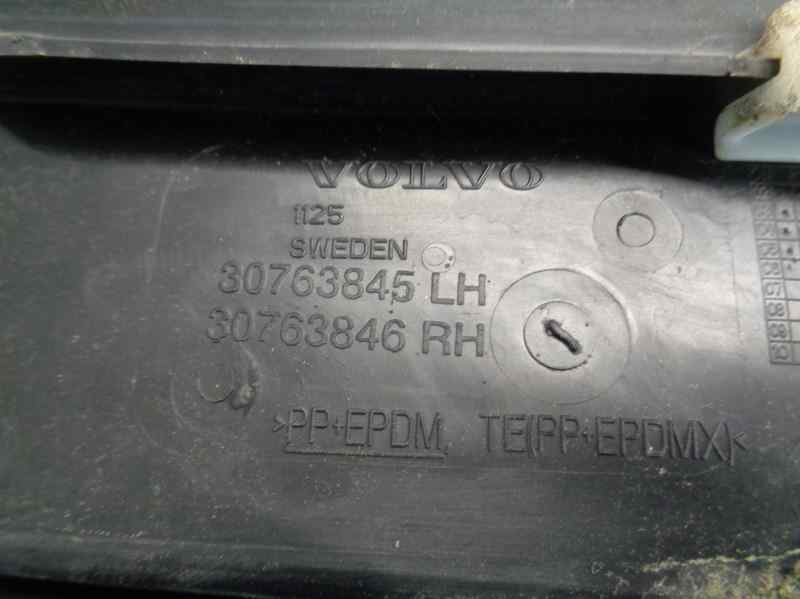 VOLVO
1125
SWEDEN
30763845 LH
30763846 RH
>PP+EPDM, TE(PP+EPDMX)<